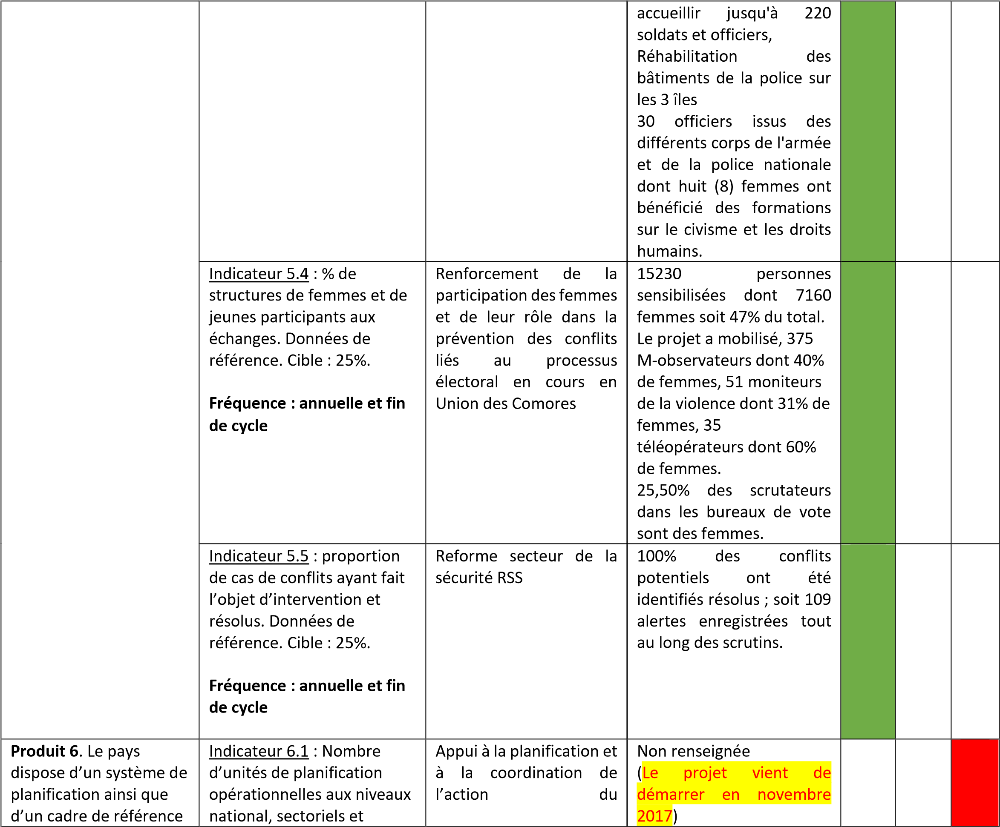 accueillir jusqu'à 220
soldats et officiers,
Réhabilitation des
bâtiments de la police sur
les 3 îles
30 officiers issus des
différents corps de l'armée
et de la police nationale
dont huit (8) femmes ont
bénéficié des formations
sur le civisme et les droits
humains.
Indicateur 5.4 : % de
structures de femmes et de
jeunes participants aux
échanges. Données de
référence. Cible : 25%.
Fréquence : annuelle et fin
de cycle
Renforcement de la
participation des femmes
et de leur rôle dans la
prévention des conflits
liés au processus
électoral en cours en
Union des Comores
15230 personnes
sensibilisées dont 7160
femmes soit 47% du total.
Le projet a mobilisé, 375
M-observateurs dont 40%
de femmes, 51 moniteurs
de la violence dont 31% de
femmes, 35
téléopérateurs dont 60%
de femmes.
25,50% des scrutateurs
dans les bureaux de vote
sont des femmes.
Indicateur 5.5 : proportion
de cas de conflits ayant fait
l’objet d’intervention et
résolus. Données de
référence. Cible : 25%.
Fréquence : annuelle et fin
de cycle
Reforme secteur de la
sécurité RSS
100% des conflits
potentiels ont été
identifiés résolus ; soit 109
alertes enregistrées tout
au long des scrutins.
Produit 6. Le pays
dispose d’un système de
planification ainsi que
d’un cadre de référence
Indicateur 6.1 : Nombre
d’unités de planification
opérationnelles aux niveaux
national, sectoriels et
Appui à la planification et
à la coordination de
l’action du
Non renseignée
(Le projet vient de
démarrer en novembre
2017)